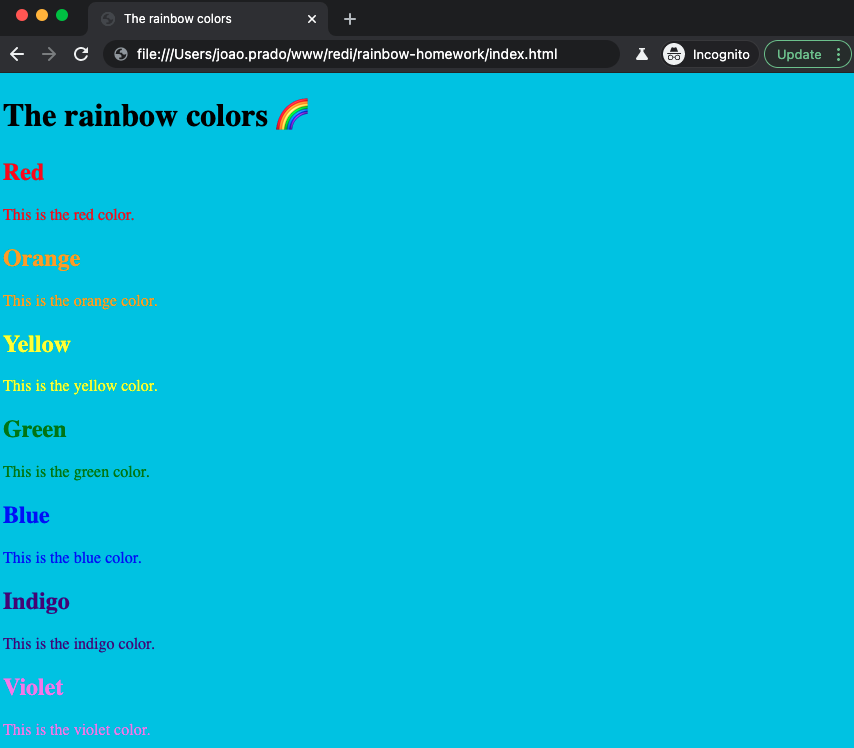 The rainbow colors
file:///Users/joao.prado/www/redi/rainbow-homework/index.html
Incognito
Update
The rainbow colors 🌈
Red
This is the red color.
Orange
This is the orange color.
Yellow
This is the yellow color.
Green
This is the green color.
Blue
This is the blue color.
Indigo
This is the indigo color.
Violet
This is the violet color.